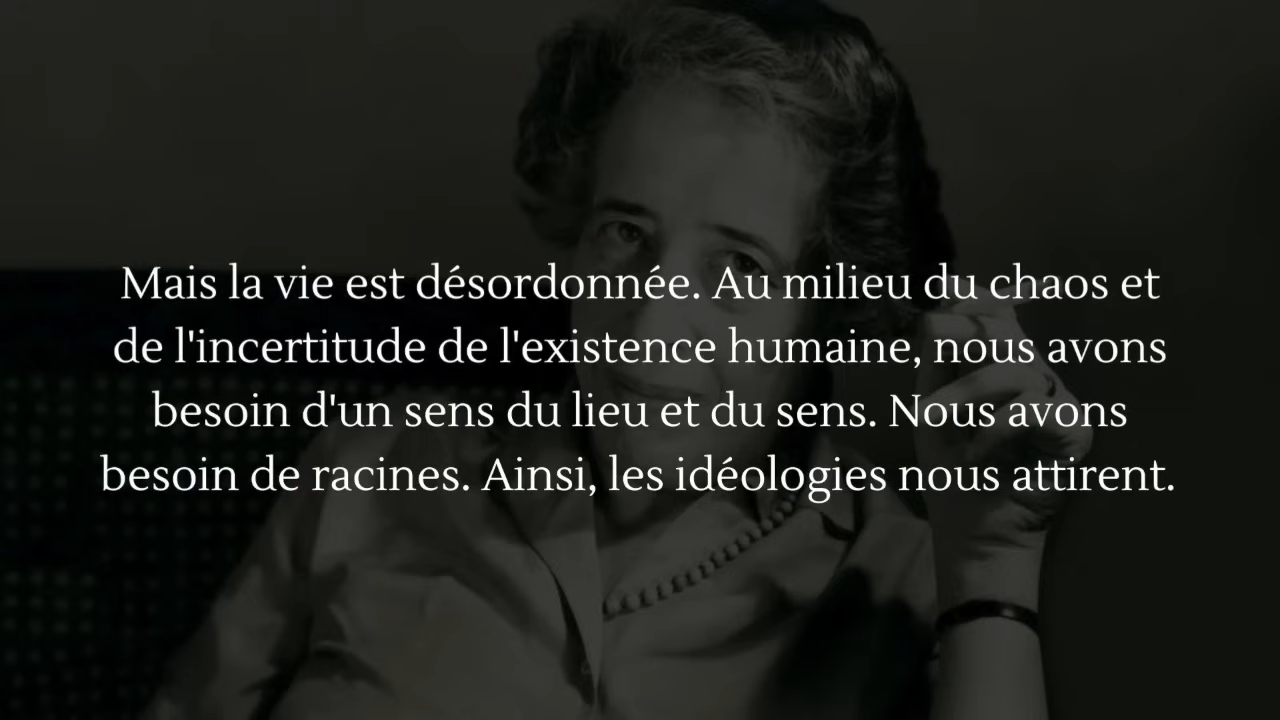 Mais la vie est désordonnée. Au milieu du chaos et
de l'incertitude de l'existence humaine, nous avons
besoin d'un sens du lieu et du sens. Nous avons
besoin de racines. Ainsi, les idéologies nous attirent.